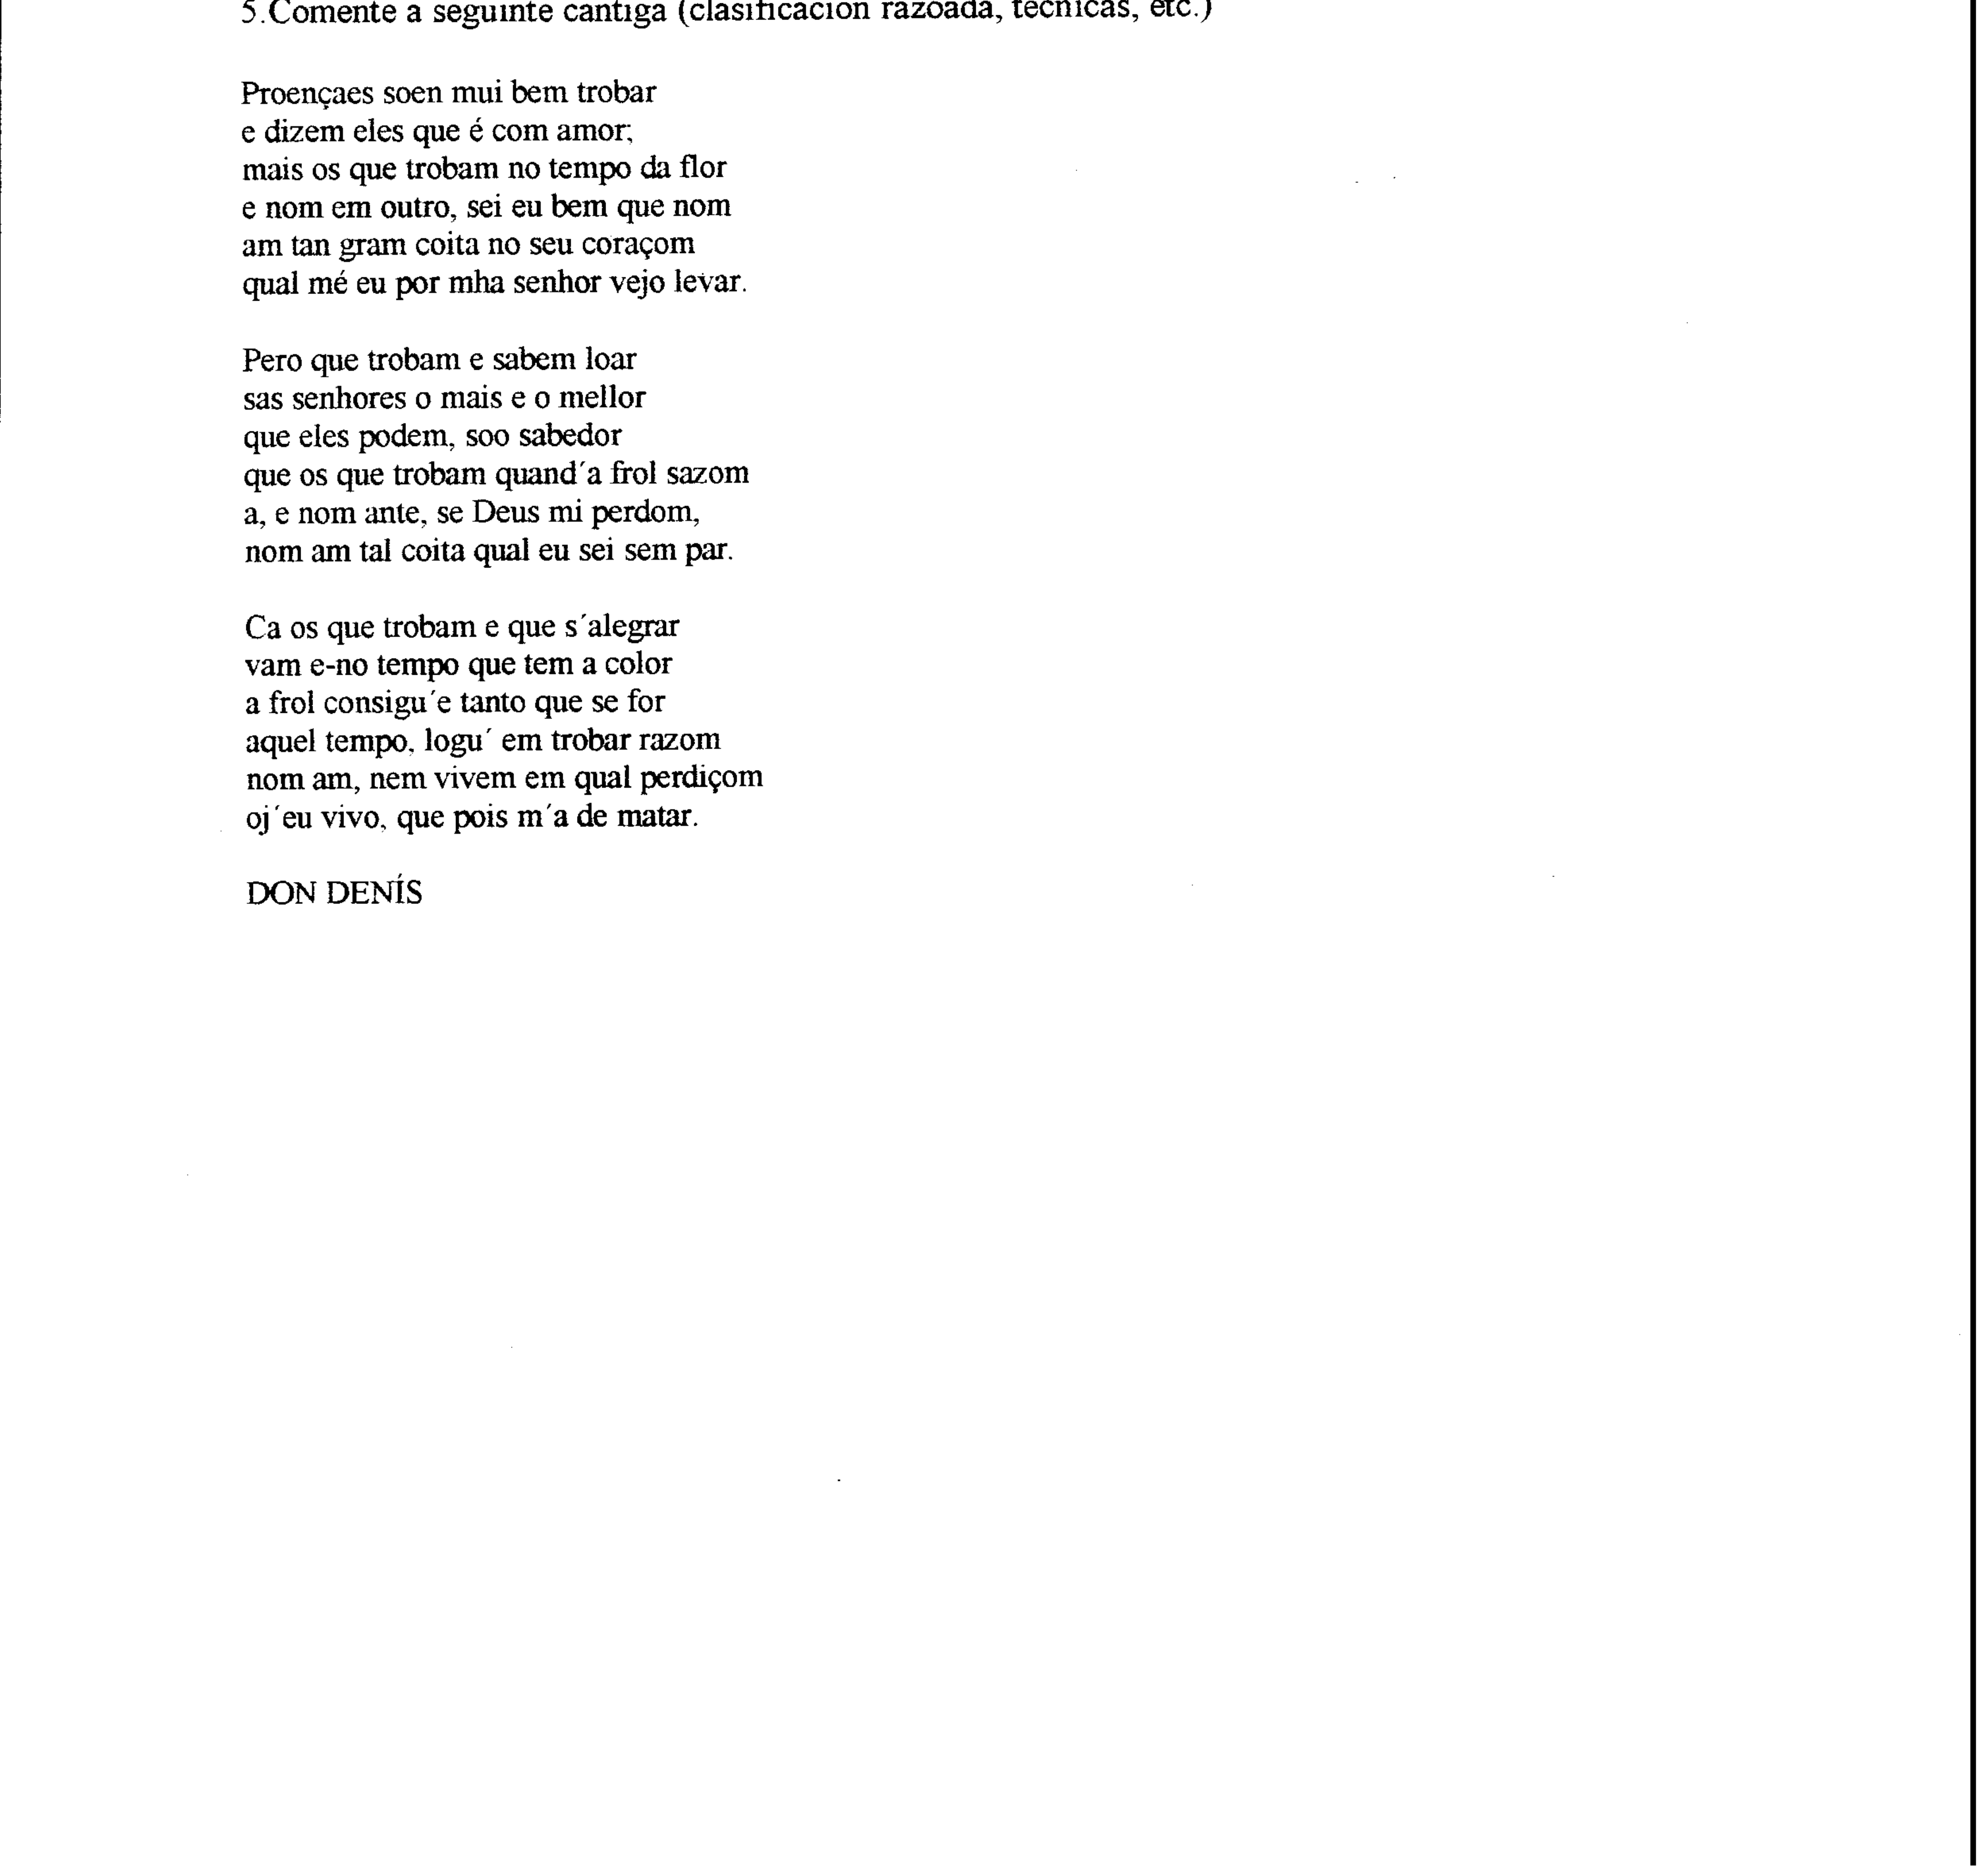 5.Comente a seguinte cantiga (clasificación razoada, técnicas, etc.)
Proençaes soen mui bem trobar
e dizem eles que é com amor;
mais os que trobam no tempo da flor
e nom em outro, sei eu bem que nom
am tan gram coita no seu coraçom
qual mé eu por mha senhor vejo levar.
Pero que trobam e sabem loar
sas senhores o mais e o mellor
que eles podem, soo sabedor
que os que trobam quand´a frol sazom
a, e nom ante, se Deus mi perdom,
nom am tal coita qual eu sei sem par.
Ca os que trobam e que s´alegrar
vam e-no tempo que tem a color
a frol consigu´e tanto que se for
aquel tempo, logu´ em trobar razom
nom am, nem vivem em qual perdiçom
oj´eu vivo, que pois m´a de matar.
DON DENÍS